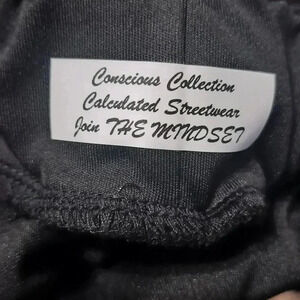 Conscious Collection
Calculated Streetwear
Join THE MINDSET